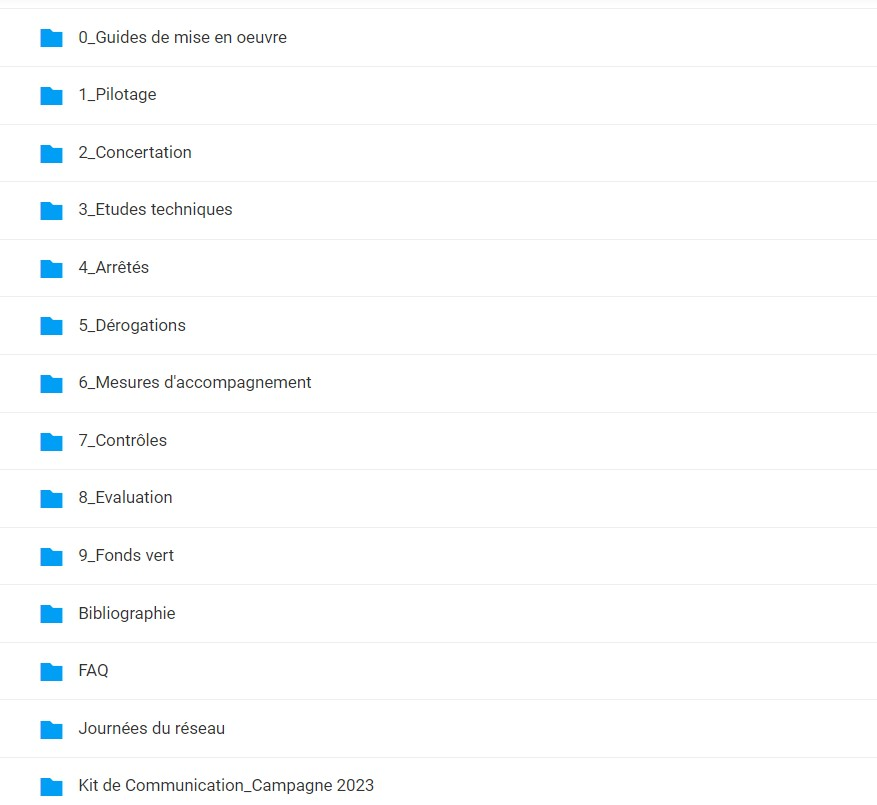 0_Guides de mise en oeuvre
1_Pilotage
2_Concertation
3_Etudes techniques
4_Arrêtés
5_Dérogations
6_Mesures d'accompagnement
7_Contrôles
8_Evaluation
9_Fonds vert
Bibliographie
FAQ
Journées du réseau
Kit de Communication_Campagne 2023